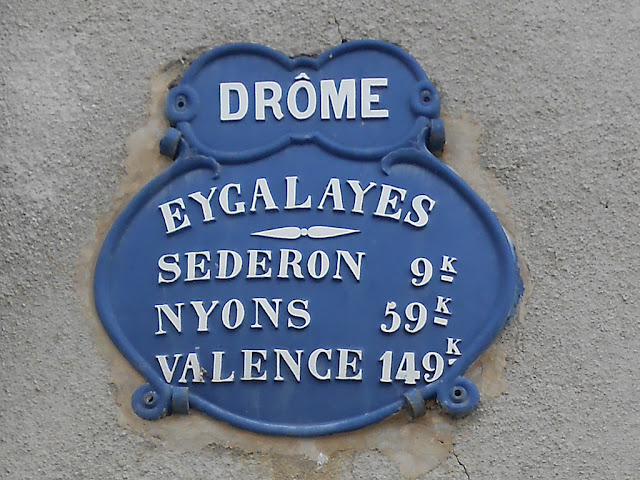 DRÔME
EYGALAYES
SEDERON 9K
NYONS 59K
VALENCE 149K